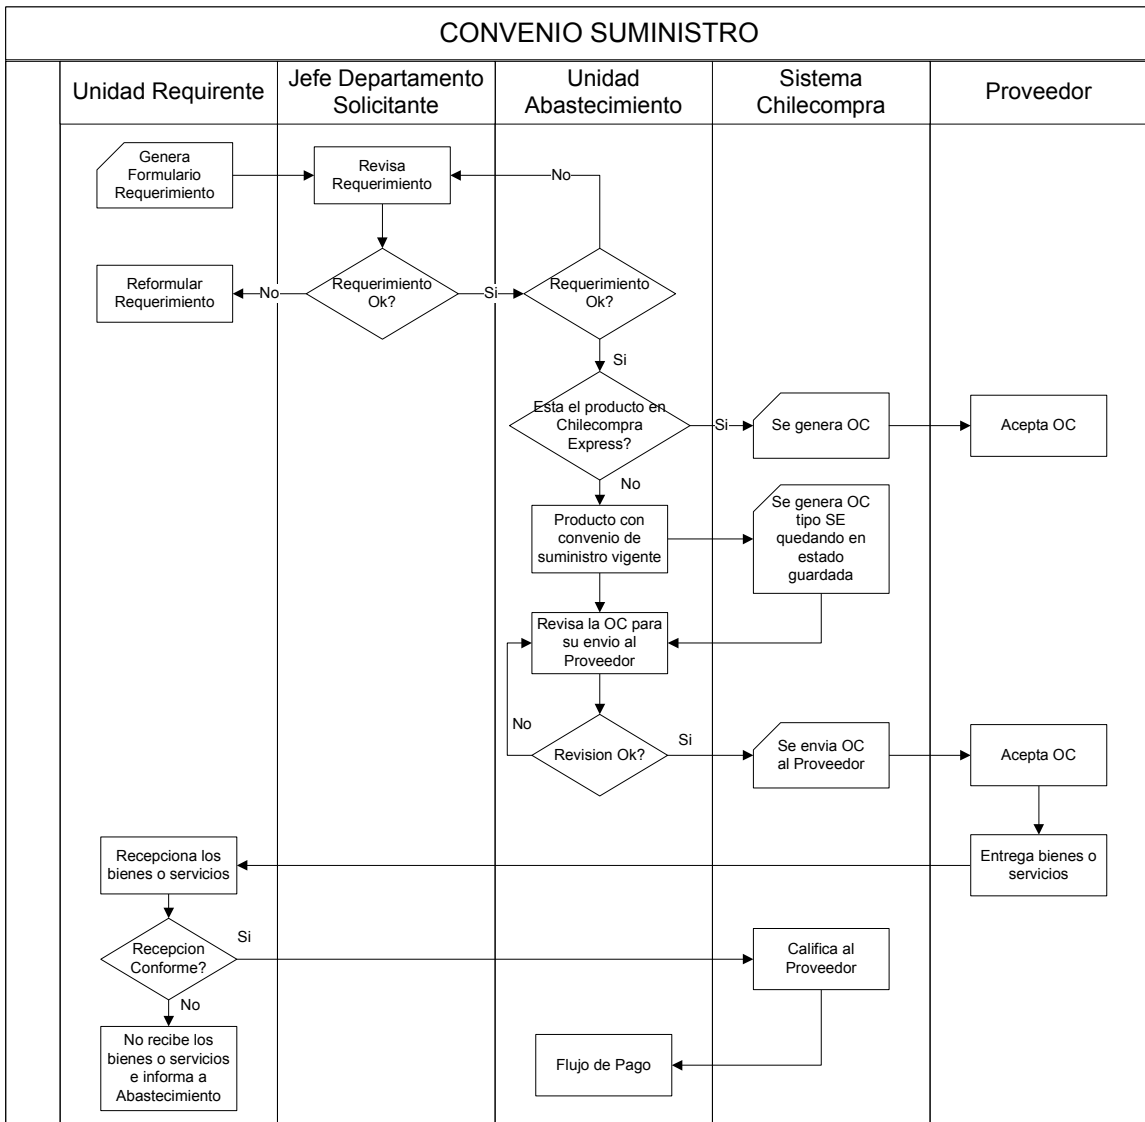 CONVENIO SUMINISTRO
Unidad Requirente
Jefe Departamento
Solicitante
Unidad
Abastecimiento
Sistema
Chilecompra
Proveedor
Genera
Formulario
Requerimiento
Revisa
Requerimiento
No
Reformular
Requerimiento
No
Requerimiento
Ok?
Si
Requerimiento
Ok?
Si
Esta el producto en
Chilecompra
Express?
Si
Se genera OC
Acepta OC
No
Producto con
convenio de
suministro vigente
Se genera OC
tipo SE
quedando en
estado
guardada
Revisa la OC para
su envio al
Proveedor
No
Revision Ok?
Si
Se envia OC
al Proveedor
Acepta OC
Recepciona los
bienes o servicios
Entrega bienes o
servicios
Recepcion
Conforme?
Si
Califica al
Proveedor
No
No recibe los
bienes o servicios
e informa a
Abastecimiento
Flujo de Pago